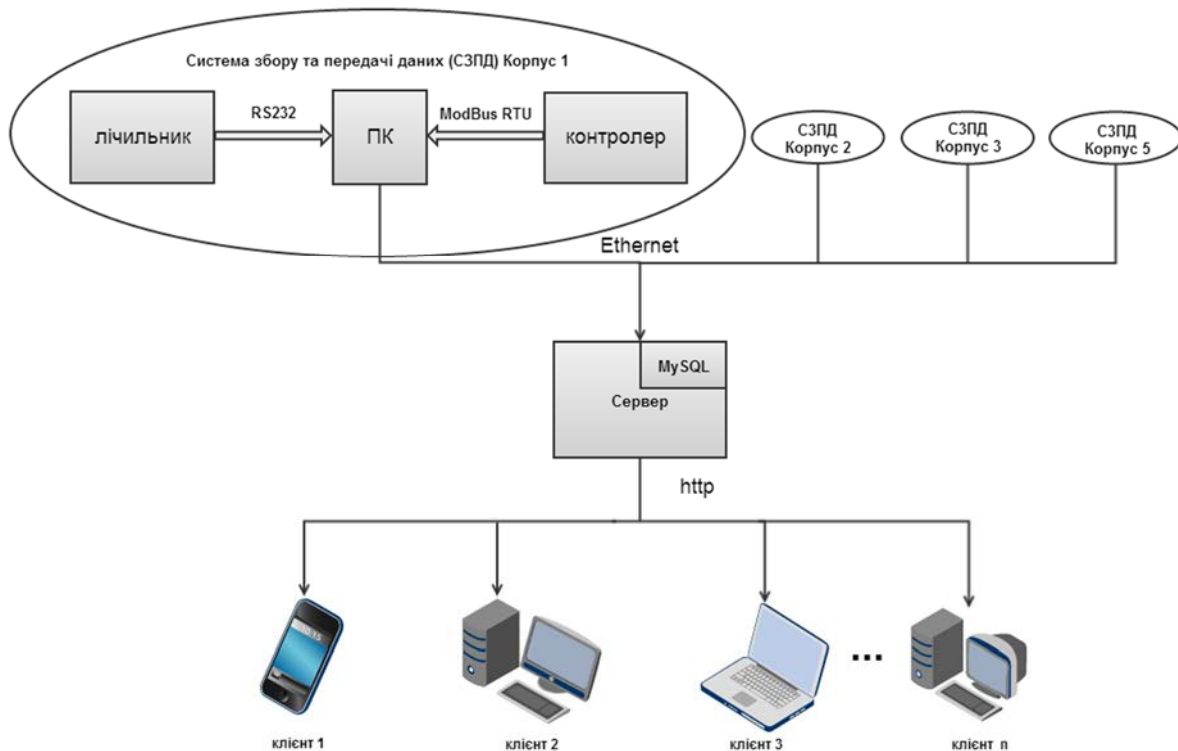 Система збору та передачі даних (СЗПД) Корпус 1
лічильник
RS232
ПК
ModBus RTU
контролер
СЗПД
Корпус 2
СЗПД
Корпус 3
СЗПД
Корпус 5
Ethernet
MySQL
Сервер
http
клієнт 1
клієнт 2
клієнт 3
...
клієнт n